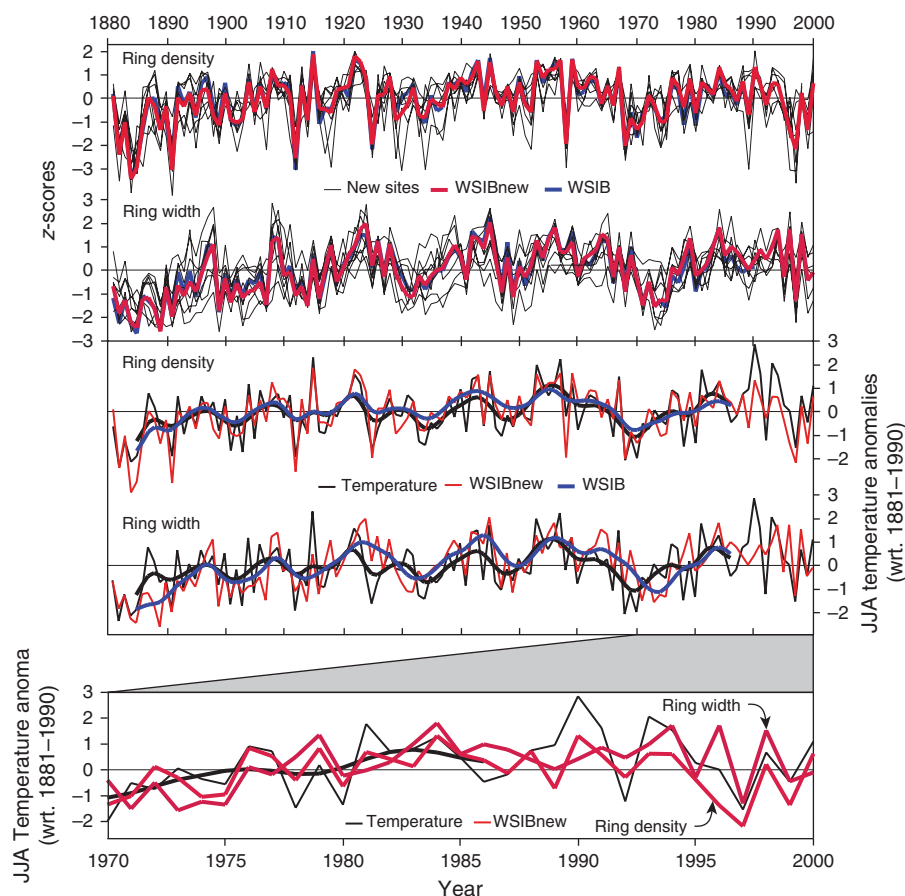 1880 1890 1900 1910 1920 1930 1940 1950 1960 1970 1980 1990 2000
2
1
0
−1
−2
−3
Ring density
New sites WSIBnew WSIB
z-scores
3
2
1
0
−1
−2
−3
Ring width
3
2
1
0
−1
−2
Ring density
Temperature WSIBnew WSIB
3
2
1
0
−1
−2
Ring width
JJA temperature anomalies
(wrt. 1881–1990)
JJA Temperature anoma
(wrt. 1881–1990)
3
2
1
0
−1
−2
Ring width
Temperature WSIBnew
Ring density
1970 1975 1980 1985 1990 1995 2000
Year